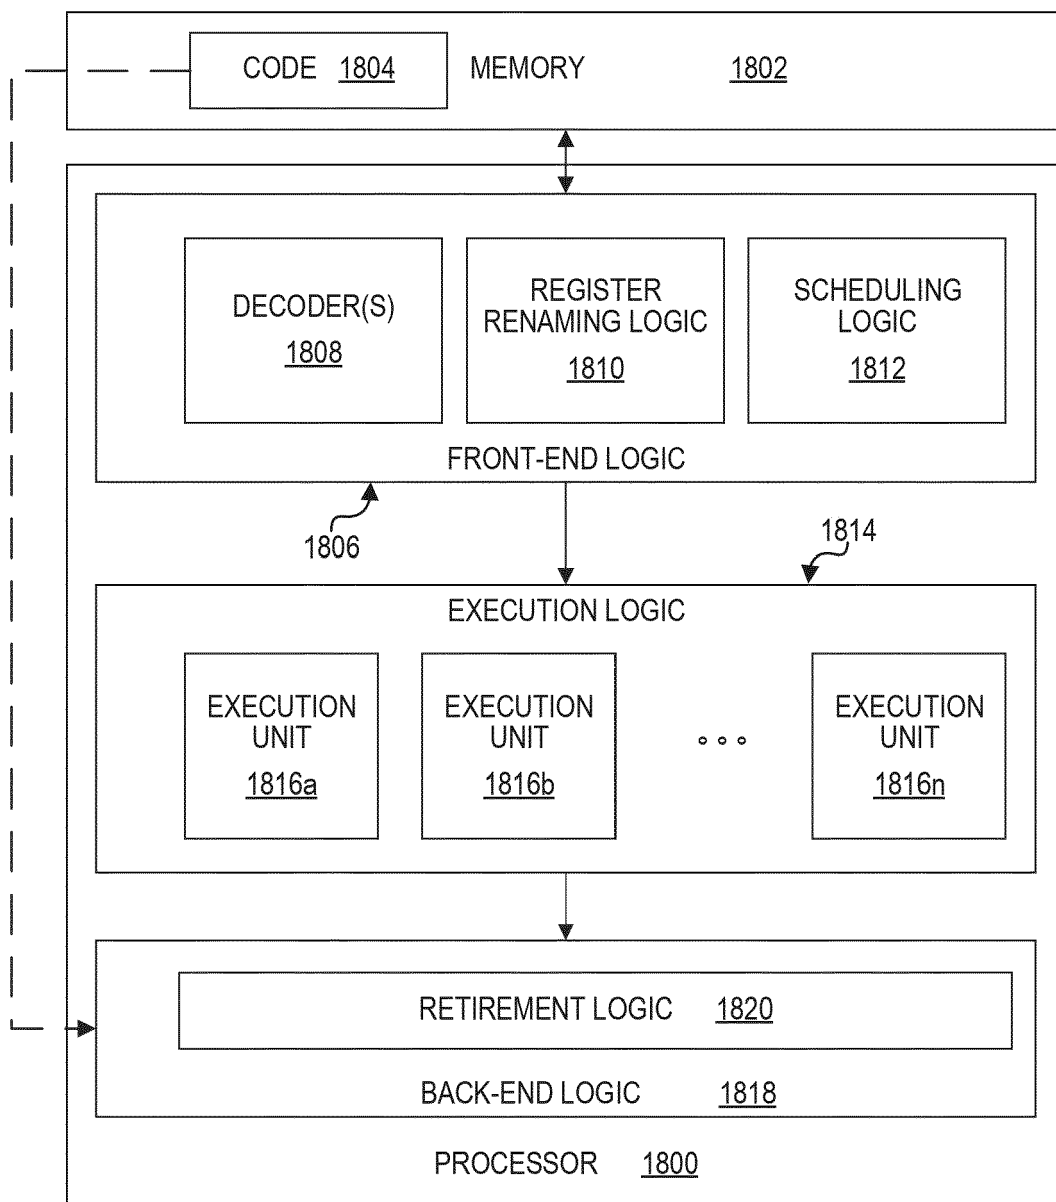 CODE 1804 MEMORY 1802
DECODER(S)
1808
REGISTER
RENAMING LOGIC
1810
SCHEDULING
LOGIC
1812
FRONT-END LOGIC
1806
1814
EXECUTION LOGIC
EXECUTION
UNIT
1816a
EXECUTION
UNIT
1816b
EXECUTION
UNIT
1816n
RETIREMENT LOGIC 1820
BACK-END LOGIC 1818
PROCESSOR 1800